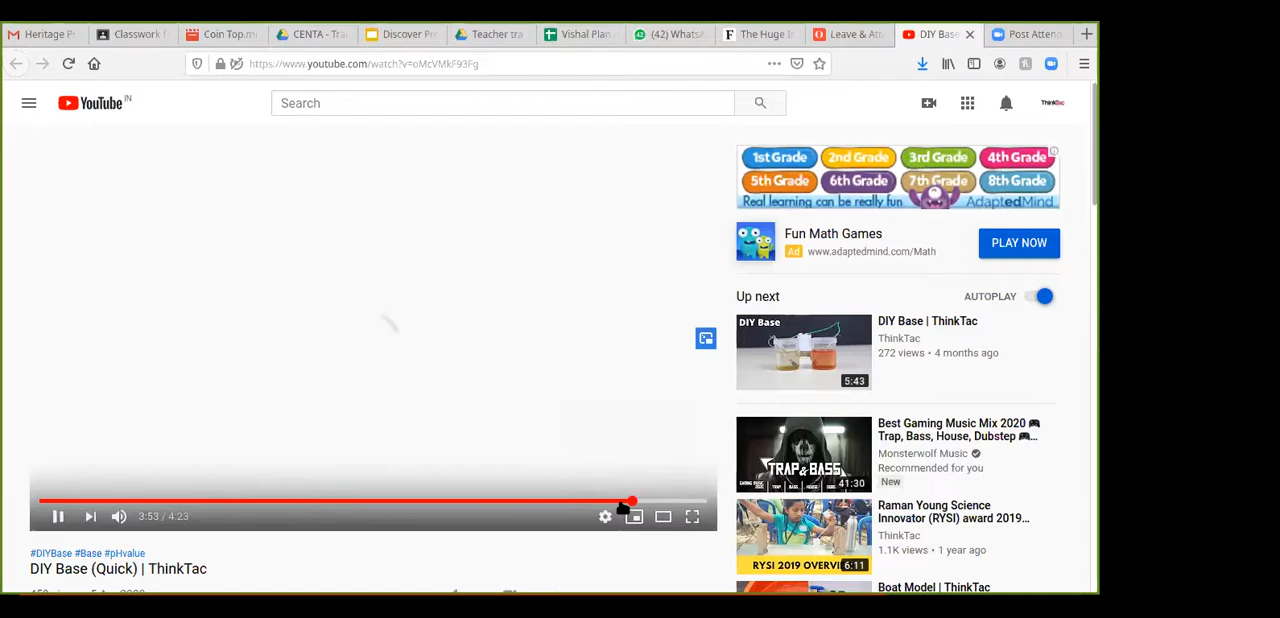 Heritage Pr
Classwork f
Coin Top.m
CENTA - Tra
Discover Pr
Teacher tra
Vishal Plan
(42) WhatsA
The Huge In
Leave & Att
DIY Base
Post Atteno
https://www.youtube.com/watch?v=oMcVMkF93Fg
YouTube IN
Search
ThinkTac
1st Grade 2nd Grade 3rd Grade 4th Grade
5th Grade 6th Grade 7th Grade 8th Grade
Real learning can be really fun. AdaptedMind
Fun Math Games
Ad www.adaptedmind.com/Math
PLAY NOW
Up next
AUTOPLAY
DIY Base
5:43
DIY Base | ThinkTac
ThinkTac
272 views • 4 months ago
TRAP & BASS
41:30
Best Gaming Music Mix 2020 🎮
Trap, Bass, House, Dubstep 🎮…
Monsterwolf Music
Recommended for you
New
RYSI 2019 OVERVI
6:11
Raman Young Science
Innovator (RYSI) award 2019…
ThinkTac
1.1K views • 1 year ago
Boat Model | ThinkTac
3:53 / 4:23
#DIYBase #Base #pHvalue
DIY Base (Quick) | ThinkTac